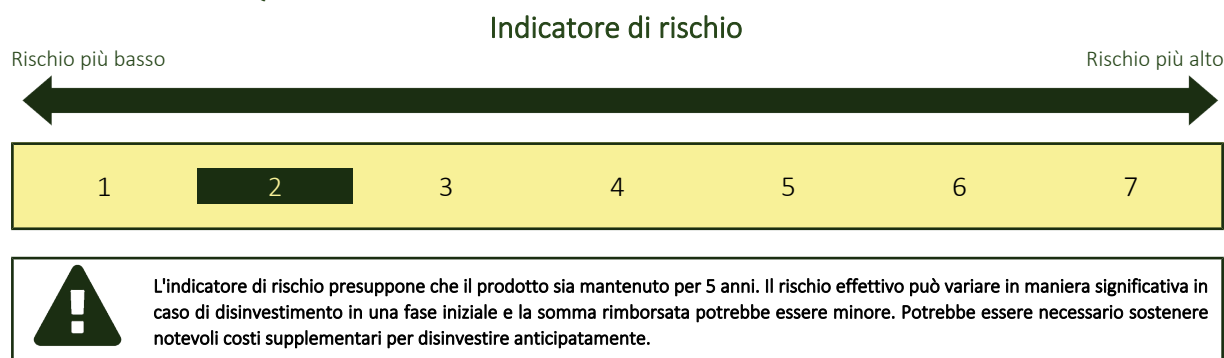 Indicatore di rischio
Rischio più basso Rischio più alto
1 2 3 4 5 6 7
L'indicatore di rischio presuppone che il prodotto sia mantenuto per 5 anni. Il rischio effettivo può variare in maniera significativa in
caso di disinvestimento in una fase iniziale e la somma rimborsata potrebbe essere minore. Potrebbe essere necessario sostenere
notevoli costi supplementari per disinvestire anticipatamente.